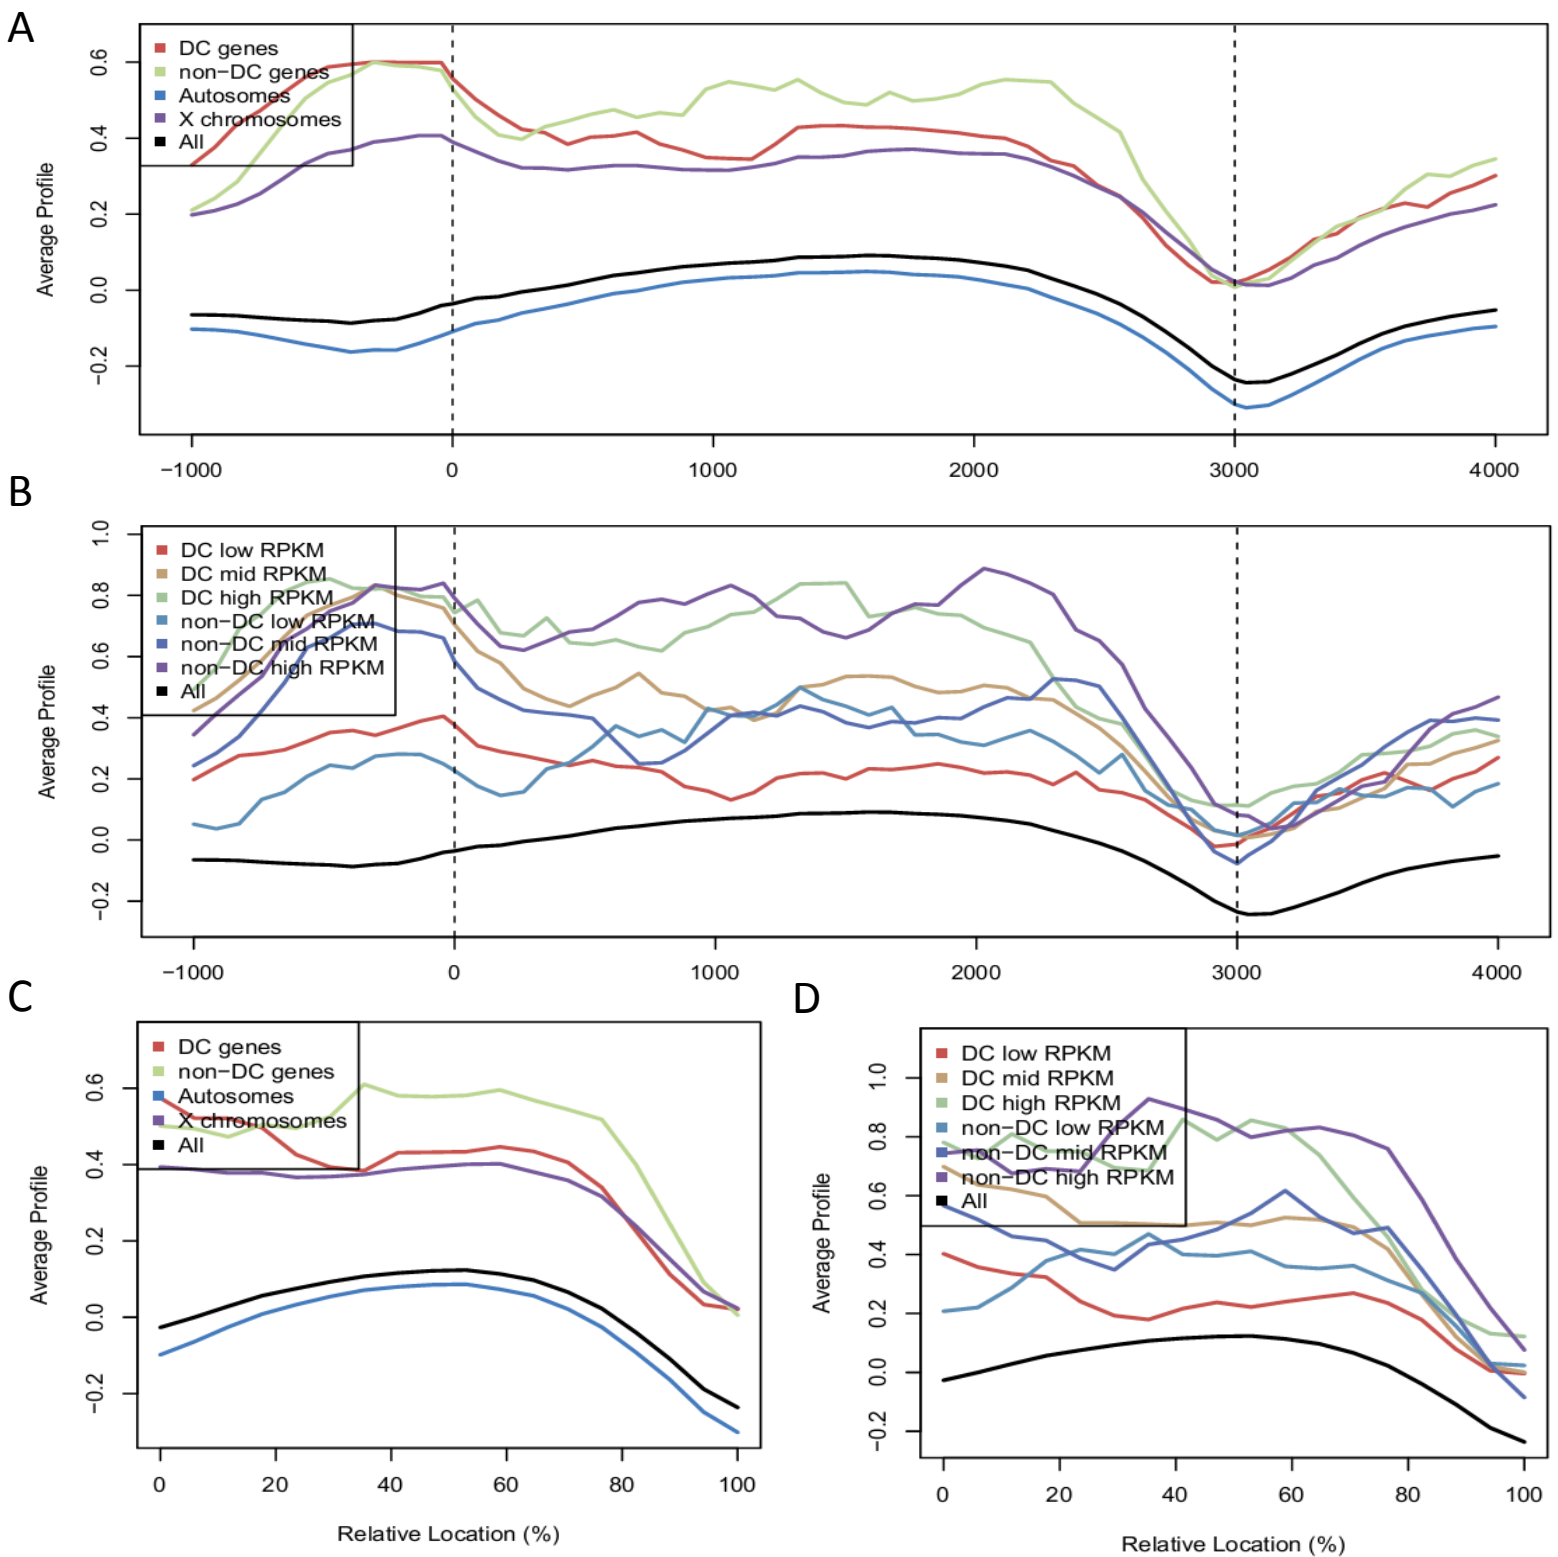 A
DC genes
non−DC genes
Autosomes
X chromosomes
All
Average Profile
0.6
0.4
0.2
0.0
−0.2
−1000 0 1000 2000 3000 4000
B
DC low RPKM
DC mid RPKM
DC high RPKM
non−DC low RPKM
non−DC mid RPKM
non−DC high RPKM
All
Average Profile
1.0
0.8
0.6
0.4
0.2
0.0
−0.2
−1000 0 1000 2000 3000 4000
C
DC genes
non−DC genes
Autosomes
X chromosomes
All
Average Profile
0.6
0.4
0.2
0.0
−0.2
0 20 40 60 80 100
Relative Location (%)
D
DC low RPKM
DC mid RPKM
DC high RPKM
non−DC low RPKM
non−DC mid RPKM
non−DC high RPKM
All
Average Profile
1.0
0.8
0.6
0.4
0.2
0.0
−0.2
0 20 40 60 80 100
Relative Location (%)